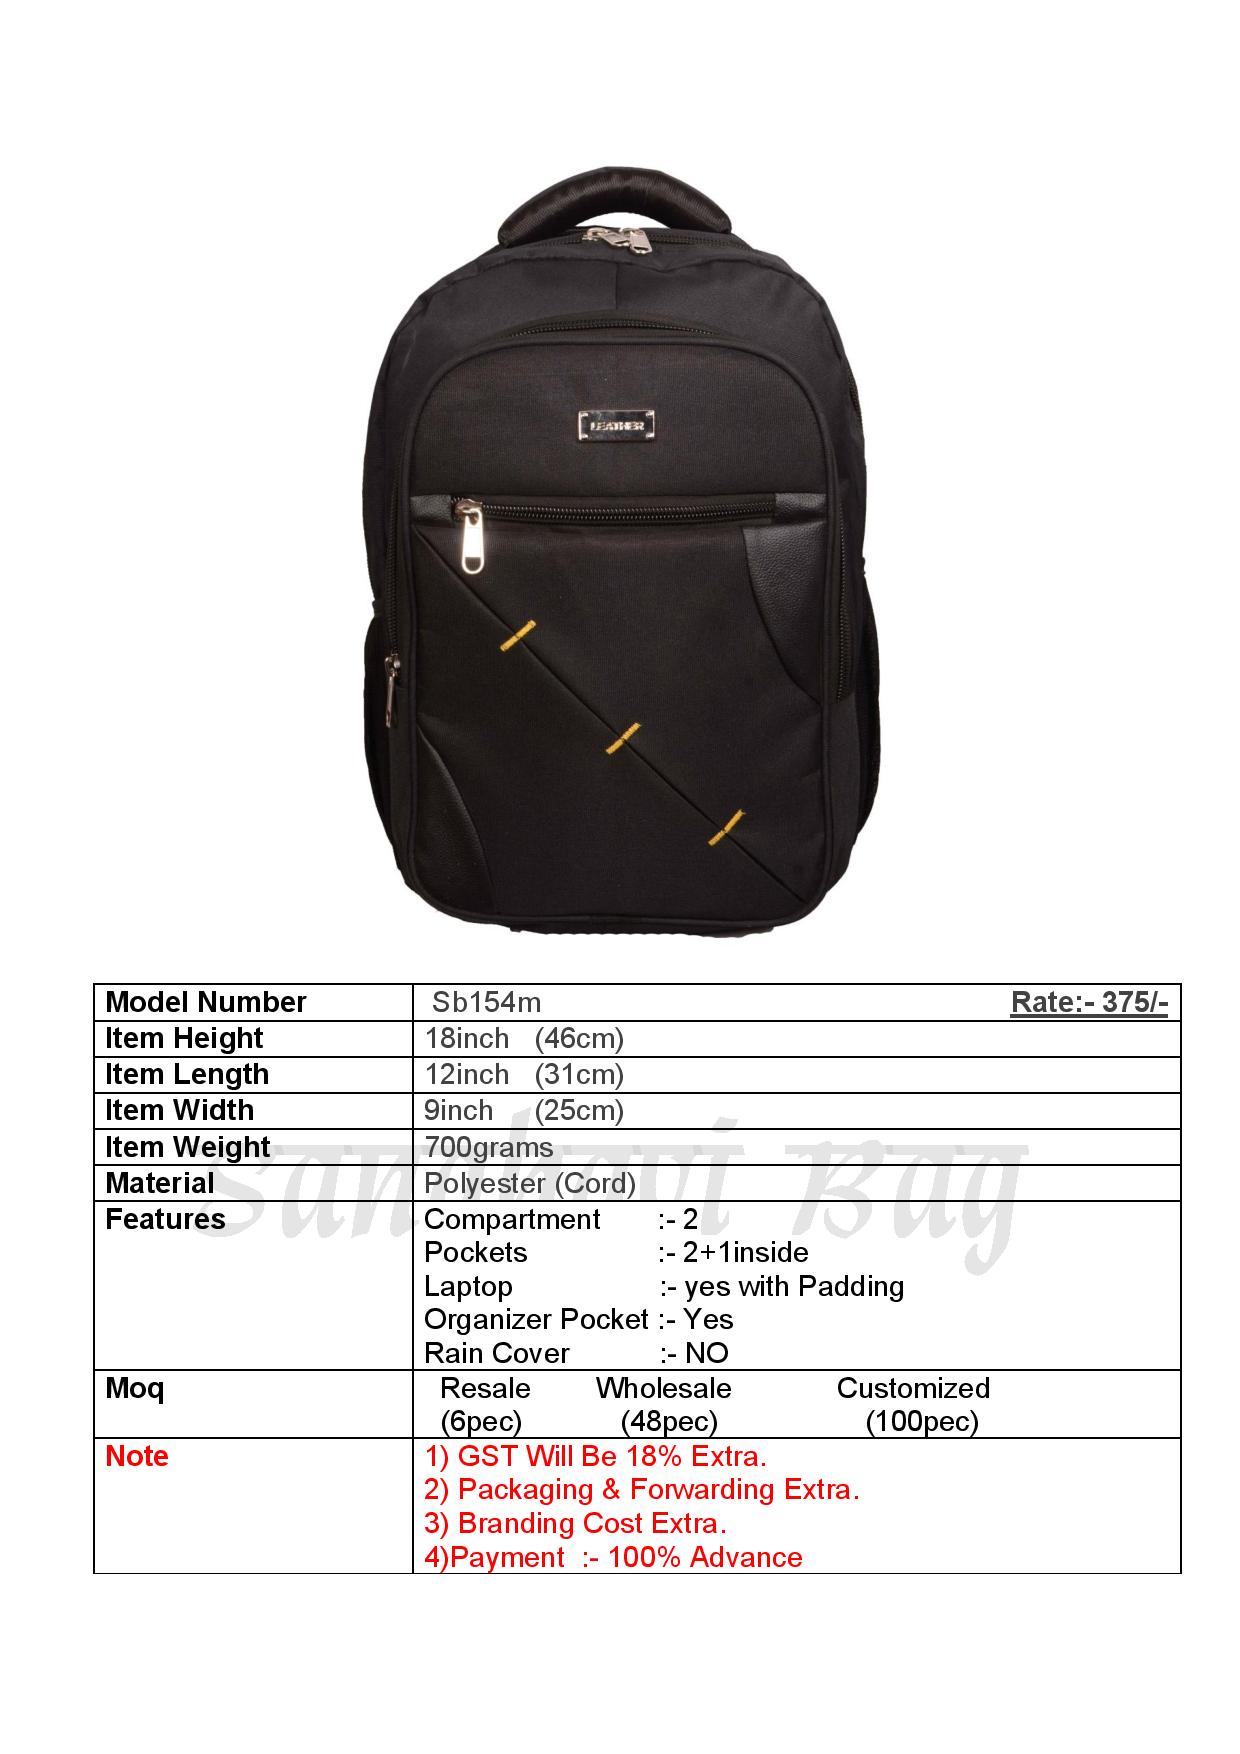 LEATHER
Model Number Sb154m Rate:- 375/-
Item Height 18inch (46cm)
Item Length 12inch (31cm)
Item Width 9inch (25cm)
Item Weight 700grams
Material Polyester (Cord)
Features Compartment :- 2
Pockets :- 2+1inside
Laptop :- yes with Padding
Organizer Pocket :- Yes
Rain Cover :- NO
Moq Resale Wholesale Customized
(6pec) (48pec) (100pec)
Note 1) GST Will Be 18% Extra.
2) Packaging & Forwarding Extra.
3) Branding Cost Extra.
4)Payment :- 100% Advance
Bag